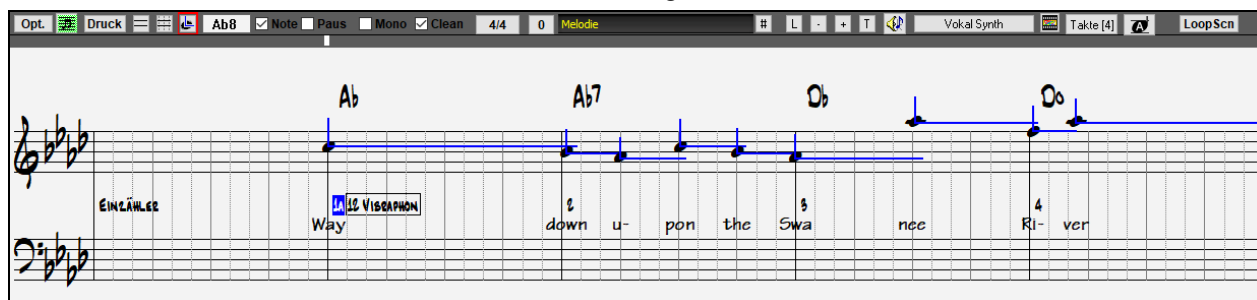 Opt. Druck Ab8 Note Paus Mono Clean 4/4 0 Melodie # L - + T Vokal Synth Takte [4] A LoopScn
Ab Ab7 Db Do
EINZÄHLER 1A 12 VIBRAPHON 2 3 4
Way down u- pon the Swa nee Ri- ver